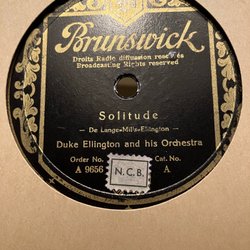 Brunswick
Droits Radio diffusion reservés
Broadcasting Rights reserved
Solitude
— De Lange-Mills-Ellington —
Duke Ellington and his Orchestra
Order No. Cat. No.
A 9656 A
N.C.B.